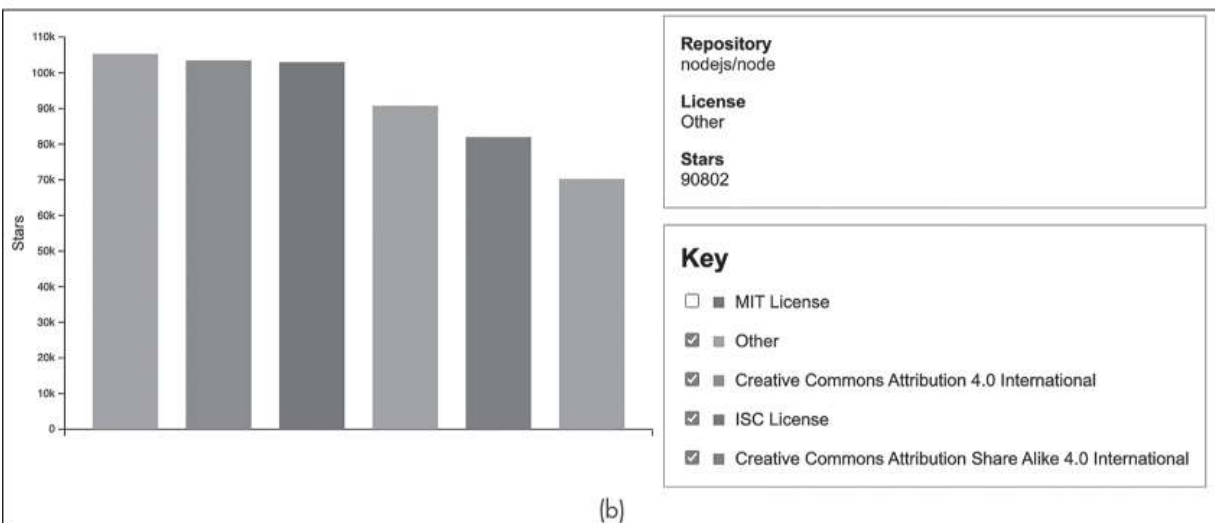 110k
100k
90k
80k
70k
60k
50k
40k
30k
20k
10k
0
Stars
Repository
nodejs/node
License
Other
Stars
90802
Key
MIT License
Other
Creative Commons Attribution 4.0 International
ISC License
Creative Commons Attribution Share Alike 4.0 International
(b)